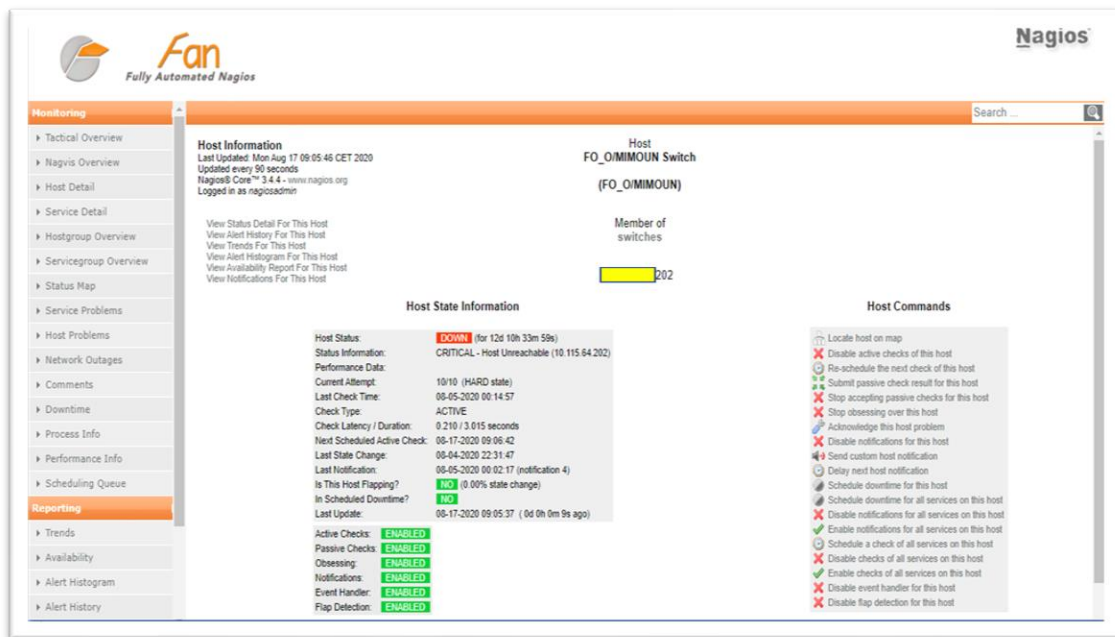 Fan
Fully Automated Nagios
Nagios
Monitoring
Search ...
Tactical Overview
Nagvis Overview
Host Detail
Service Detail
Hostgroup Overview
Servicegroup Overview
Status Map
Service Problems
Host Problems
Network Outages
Comments
Downtime
Process Info
Performance Info
Scheduling Queue
Reporting
Trends
Availability
Alert Histogram
Alert History
Host Information
Last Updated: Mon Aug 17 09:05:46 CET 2020
Updated every 90 seconds
Nagios® Core™ 3.4.4 - www.nagios.org
Logged in as nagiosadmin
View Status Detail For This Host
View Alert History For This Host
View Trends For This Host
View Alert Histogram For This Host
View Availability Report For This Host
View Notifications For This Host
Host
FO_O/MIMOUN Switch
(FO_O/MIMOUN)
Member of
switches
202
Host State Information
Host Status: DOWN (for 12d 10h 33m 59s)
Status Information: CRITICAL - Host Unreachable (10.115.64.202)
Performance Data:
Current Attempt: 10/10 (HARD state)
Last Check Time: 08-05-2020 00:14:57
Check Type: ACTIVE
Check Latency / Duration: 0.210 / 3.015 seconds
Next Scheduled Active Check: 08-17-2020 09:06:42
Last State Change: 08-04-2020 22:31:47
Last Notification: 08-05-2020 00:02:17 (notification 4)
Is This Host Flapping? NO (0.00% state change)
In Scheduled Downtime? NO
Last Update: 08-17-2020 09:05:37 ( 0d 0h 0m 9s ago)
Active Checks: ENABLED
Passive Checks: ENABLED
Obsessing: ENABLED
Notifications: ENABLED
Event Handler: ENABLED
Flap Detection: ENABLED
Host Commands
Locate host on map
Disable active checks of this host
Re-schedule the next check of this host
Submit passive check result for this host
Stop accepting passive checks for this host
Stop obsessing over this host
Acknowledge this host problem
Disable notifications for this host
Send custom host notification
Delay next host notification
Schedule downtime for this host
Schedule downtime for all services on this host
Disable notifications for all services on this host
Enable notifications for all services on this host
Schedule a check of all services on this host
Disable checks of all services on this host
Enable checks of all services on this host
Disable event handler for this host
Disable flap detection for this host